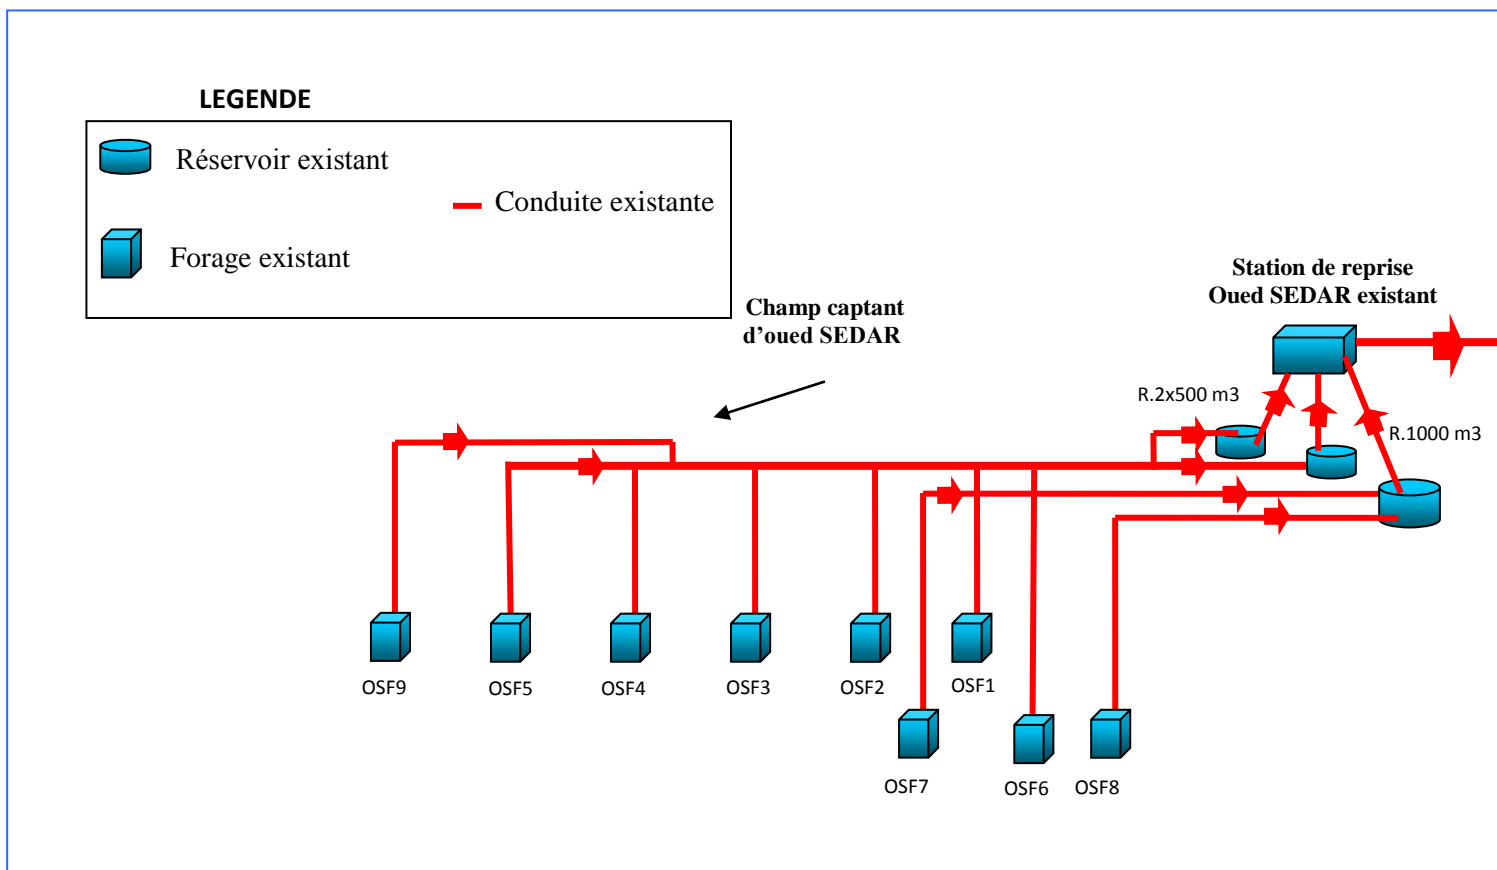 LEGENDE
Réservoir existant
Conduite existante
Forage existant
Station de reprise
Oued SEDAR existant
Champ captant
d’oued SEDAR
R.2x500 m3
R.1000 m3
OSF9
OSF5
OSF4
OSF3
OSF2
OSF1
OSF7
OSF6
OSF8